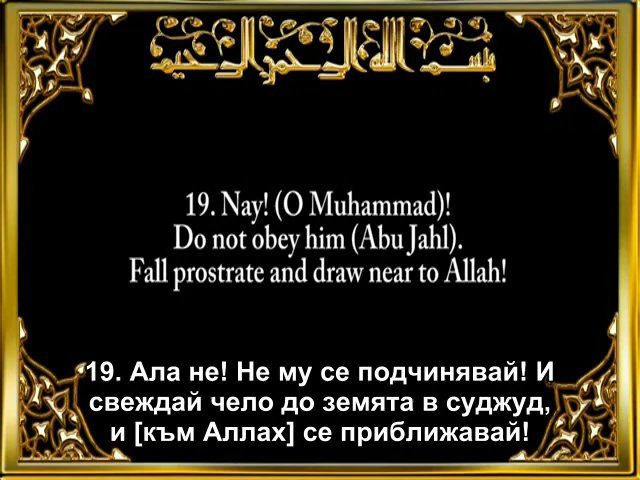 بسم الله الرحمن الرحيم
19. Nay! (O Muhammad)!
Do not obey him (Abu Jahl).
Fall prostrate and draw near to Allah!
19. Ала не! Не му се подчинявай! И
свеждай чело до земята в суджуд,
и [към Аллах] се приближавай!